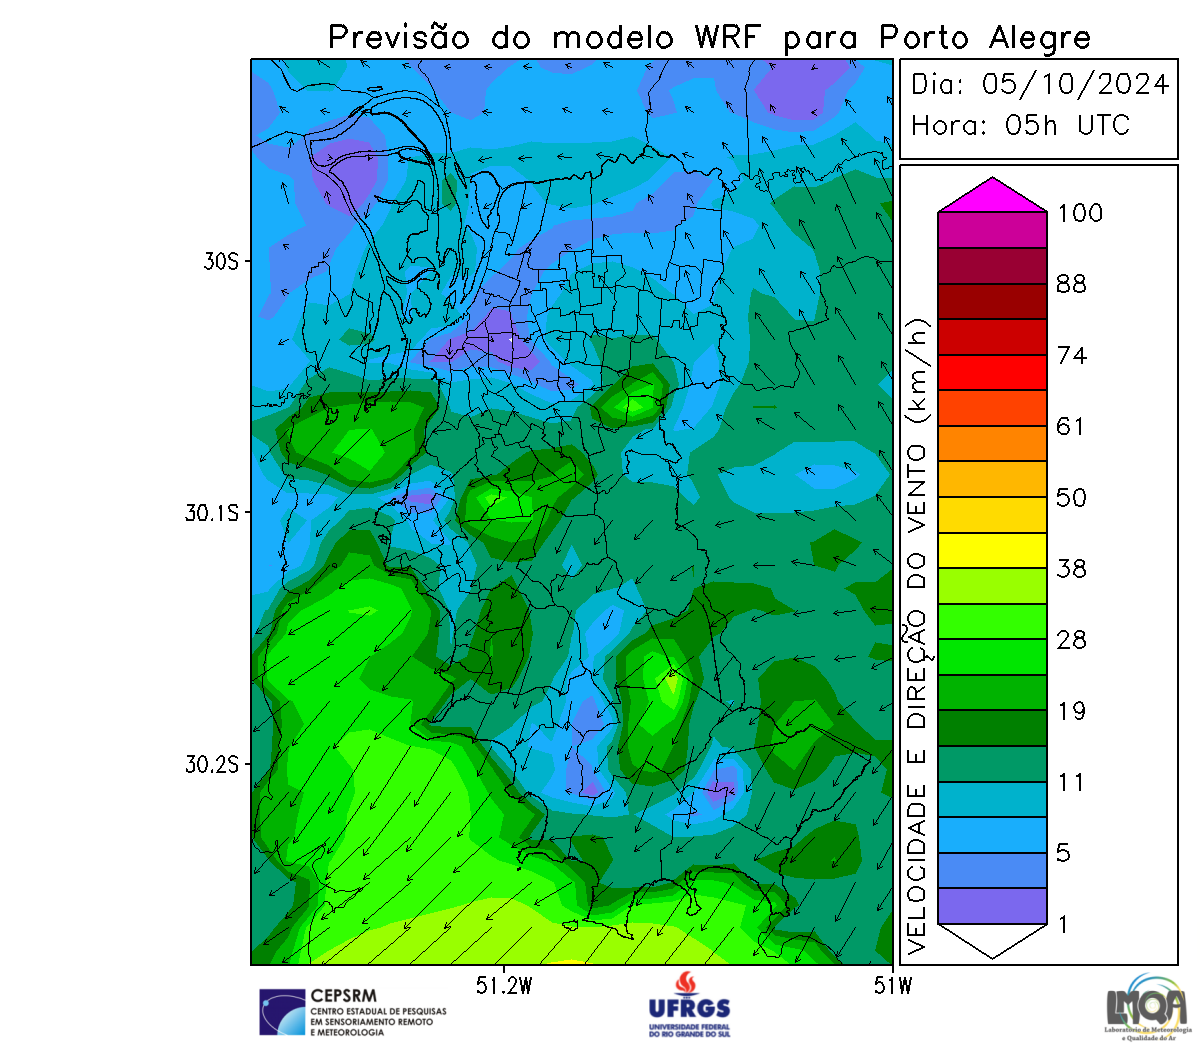 Previsão do modelo WRF para Porto Alegre
Dia: 05/10/2024
Hora: 05h UTC
30S
30.1S
30.2S
51.2W
51W
VELOCIDADE E DIREÇÃO DO VENTO (km/h)
100
88
74
61
50
38
28
19
11
5
1
CEPSRM
CENTRO ESTADUAL DE PESQUISAS
EM SENSORIAMENTO REMOTO
E METEOROLOGIA
UFRGS
UNIVERSIDADE FEDERAL
DO RIO GRANDE DO SUL
LMQA
Laboratório de Meteorologia
e Qualidade do Ar